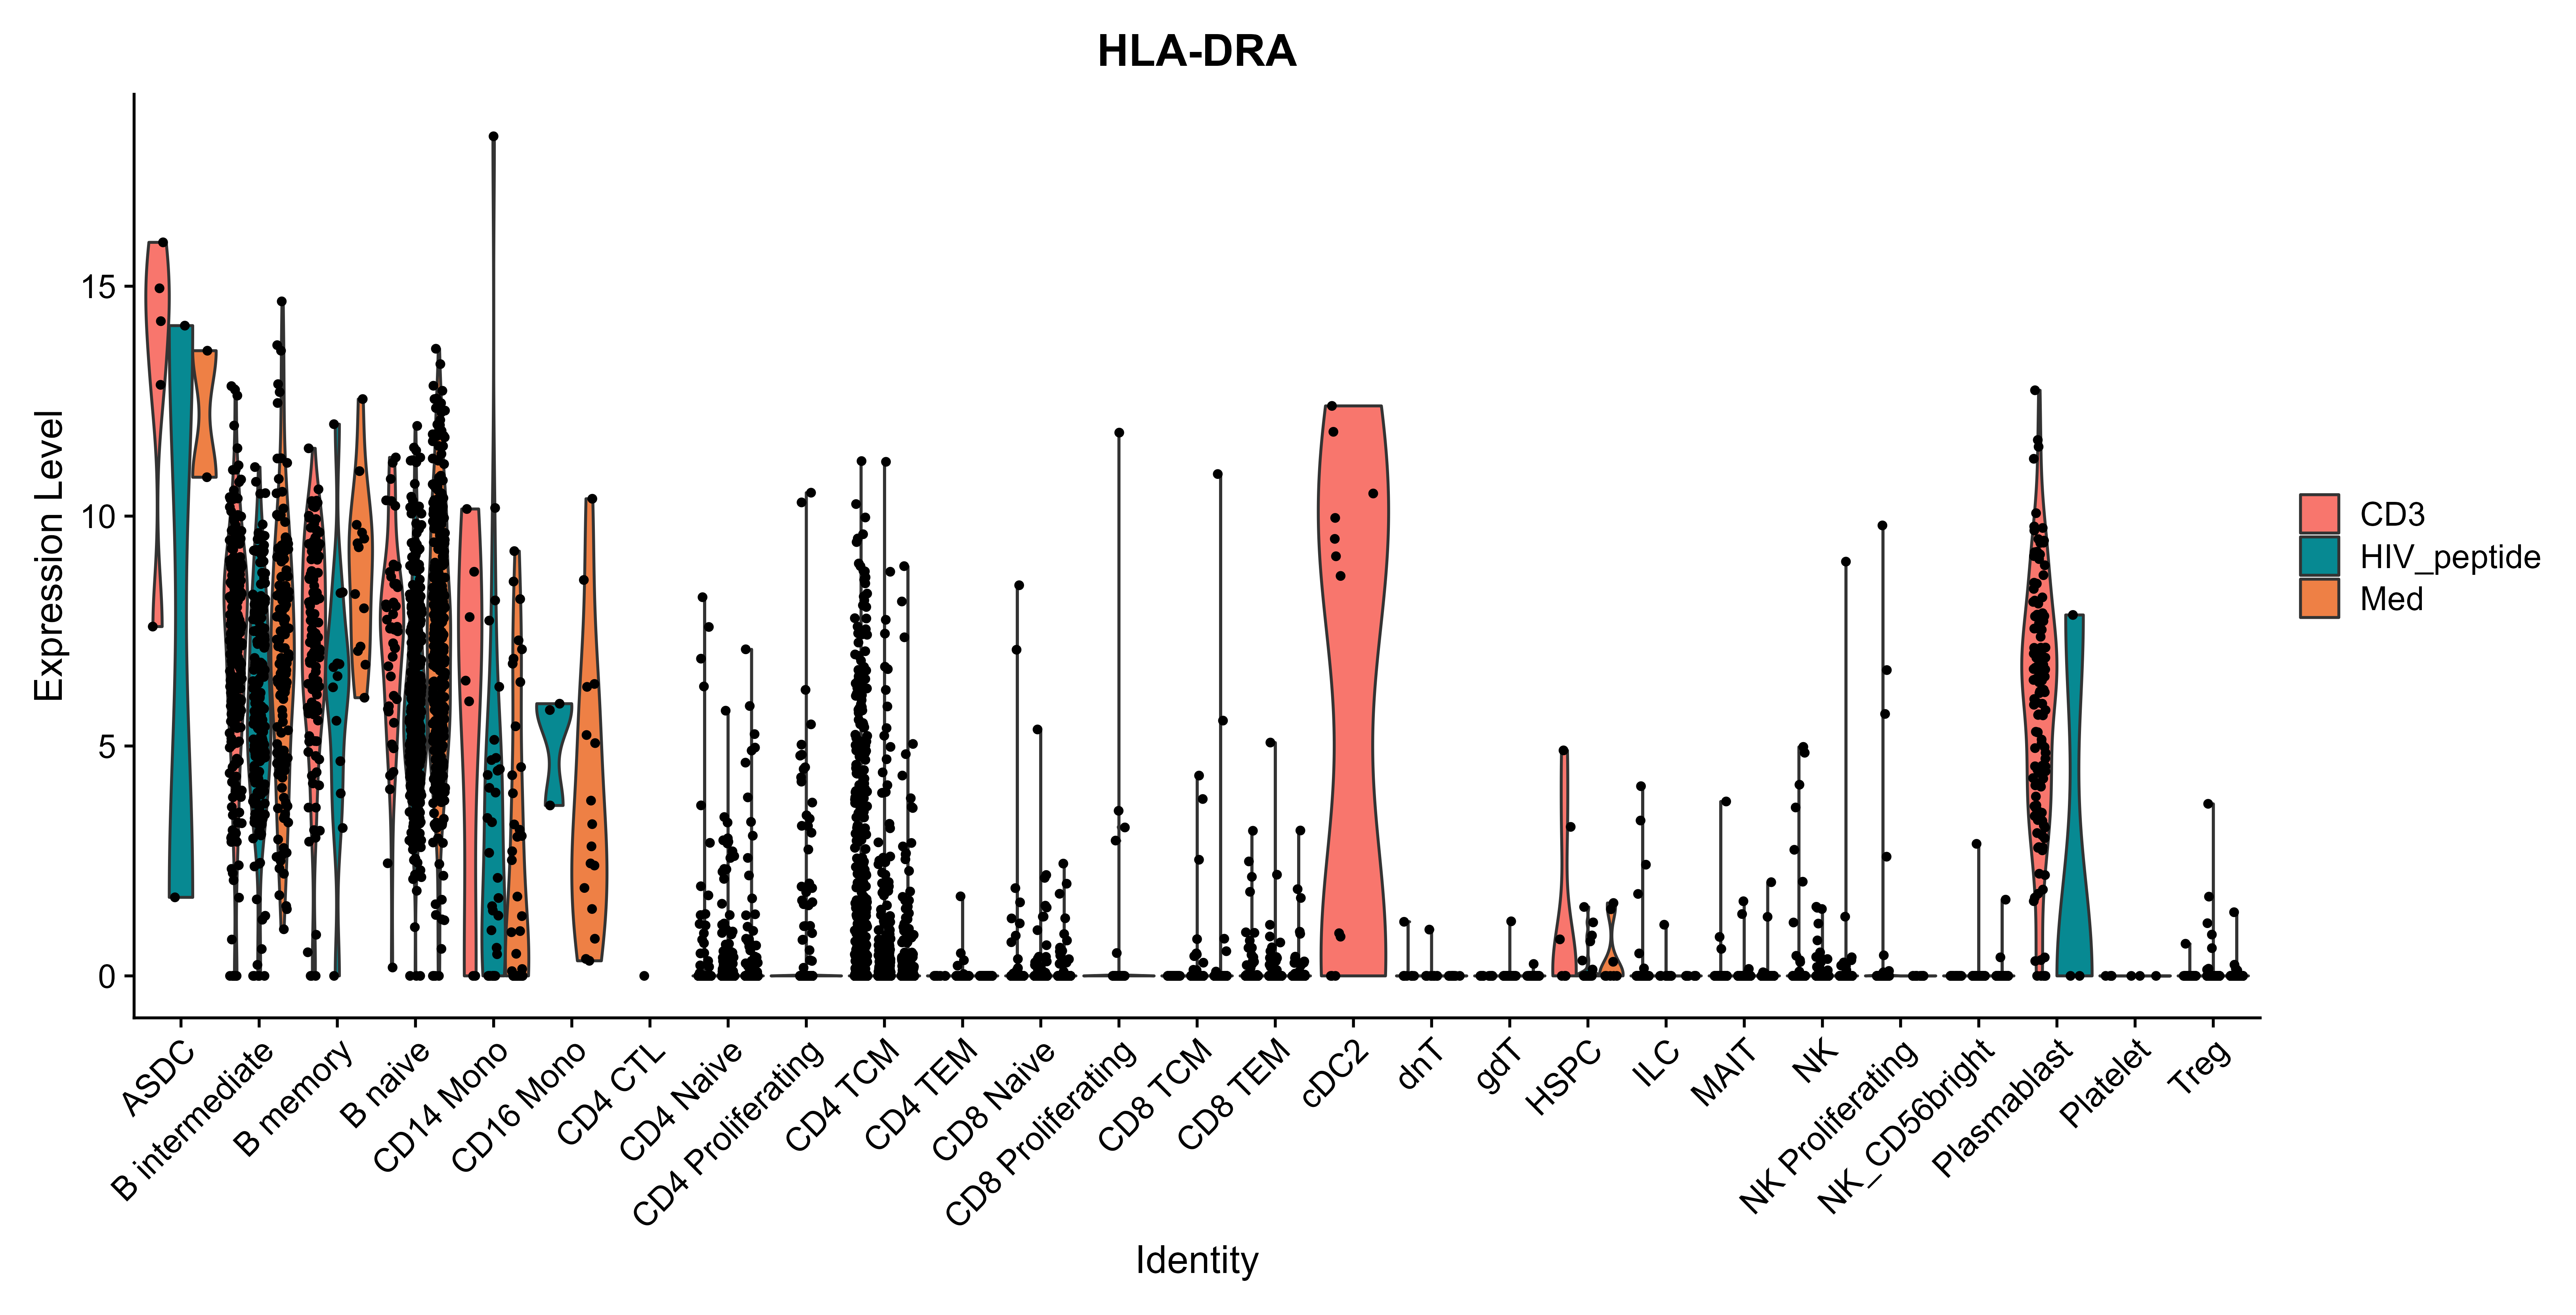 HLA-DRA
Expression Level
15
10
5
0
ASDC
B intermediate
B memory
B naive
CD14 Mono
CD16 Mono
CD4 CTL
CD4 Naive
CD4 Proliferating
CD4 TCM
CD4 TEM
CD8 Naive
CD8 Proliferating
CD8 TCM
CD8 TEM
cDC2
dnT
gdT
HSPC
ILC
MAIT
NK
NK Proliferating
NK_CD56bright
Plasmablast
Platelet
Treg
Identity
CD3
HIV_peptide
Med